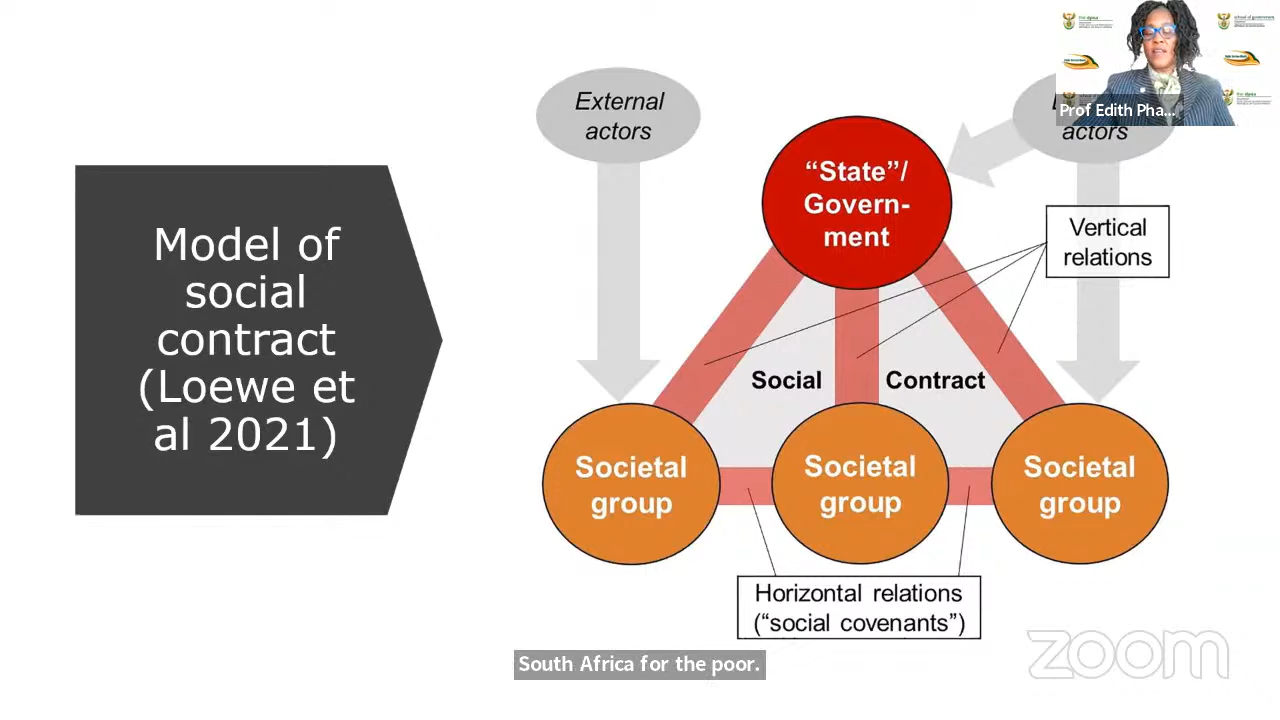 Model of
social
contract
(Loewe et
al 2021)
External
actors
“State”/
Govern-
ment
actors
Vertical
relations
Social
Contract
Societal
group
Societal
group
Societal
group
Horizontal relations
(“social covenants”)
Prof Edith Pha...
South Africa for the poor.
zoom